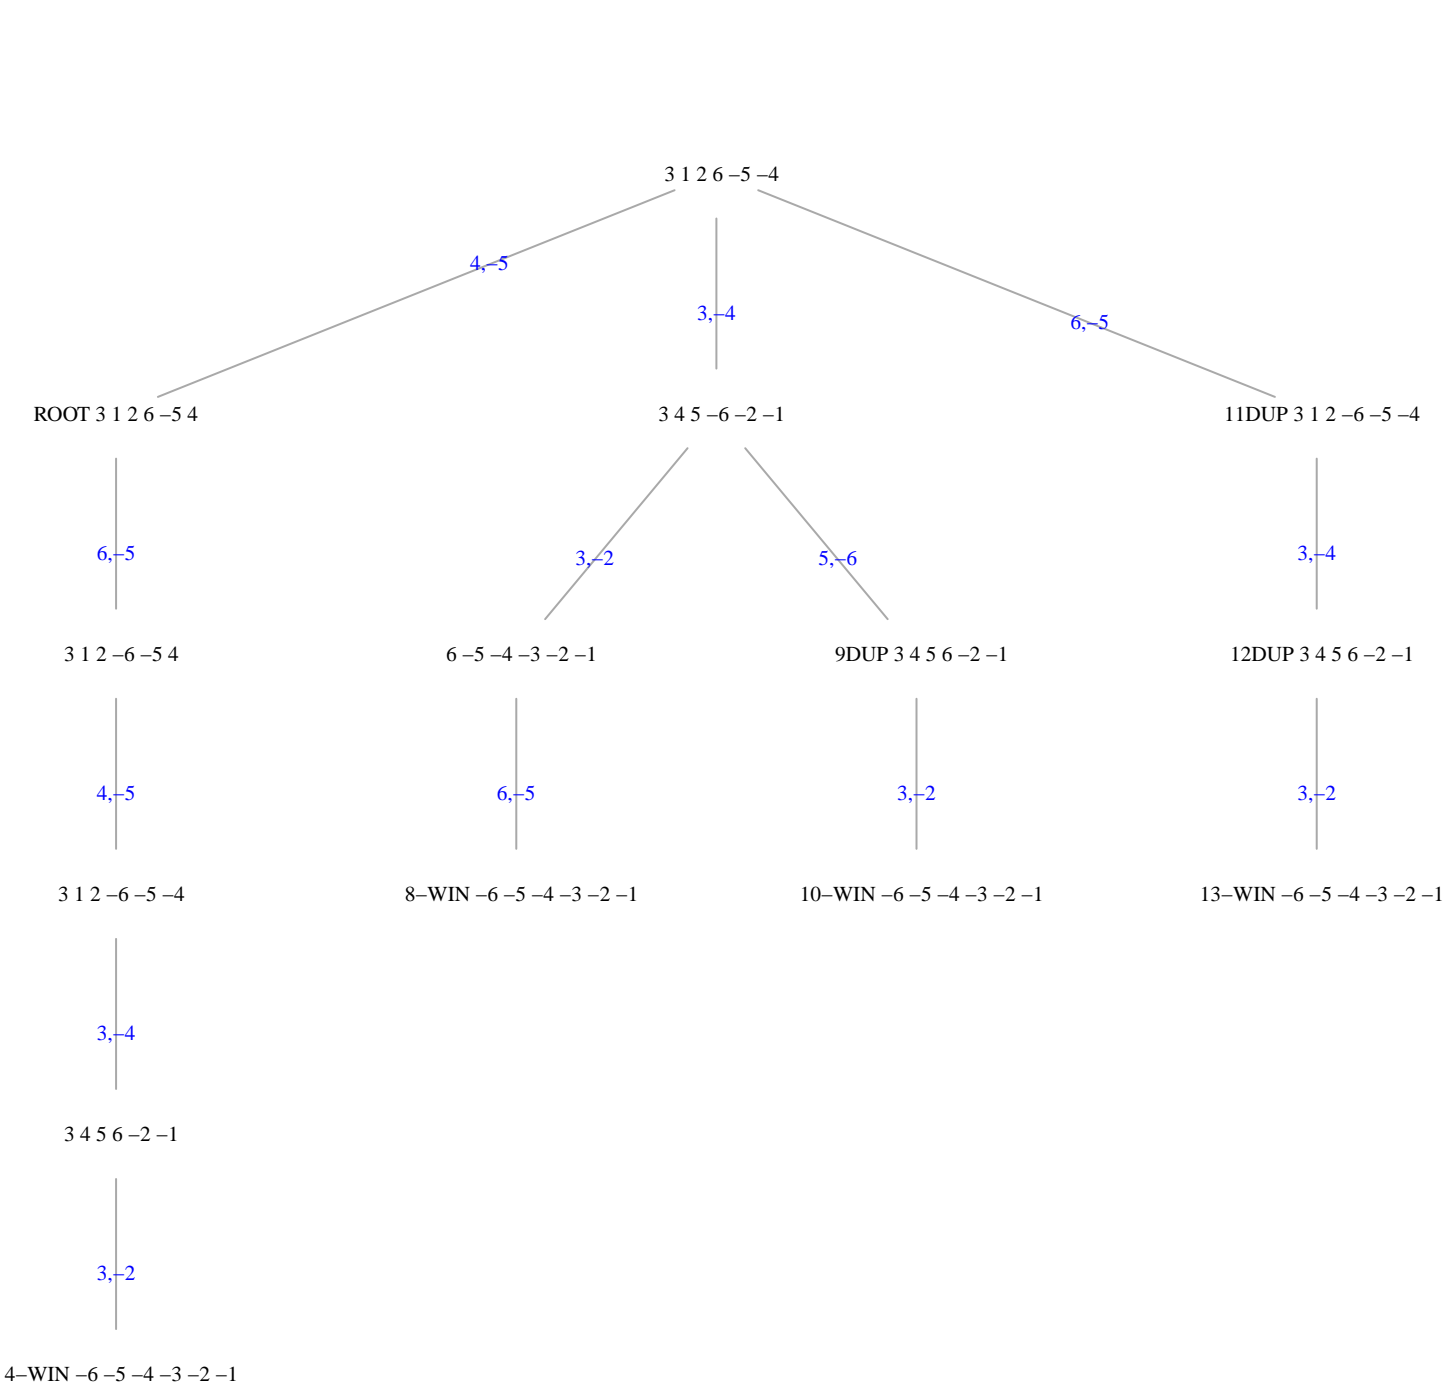 3 1 2 6 –5 –4
4,–5
3,–4
6,–5
ROOT 3 1 2 6 –5 4
3 4 5 –6 –2 –1
11DUP 3 1 2 –6 –5 –4
6,–5
3,–2
5,–6
3,–4
3 1 2 –6 –5 4
6 –5 –4 –3 –2 –1
9DUP 3 4 5 6 –2 –1
12DUP 3 4 5 6 –2 –1
4,–5
6,–5
3,–2
3,–2
3 1 2 –6 –5 –4
8–WIN –6 –5 –4 –3 –2 –1
10–WIN –6 –5 –4 –3 –2 –1
13–WIN –6 –5 –4 –3 –2 –1
3,–4
3 4 5 6 –2 –1
3,–2
4–WIN –6 –5 –4 –3 –2 –1